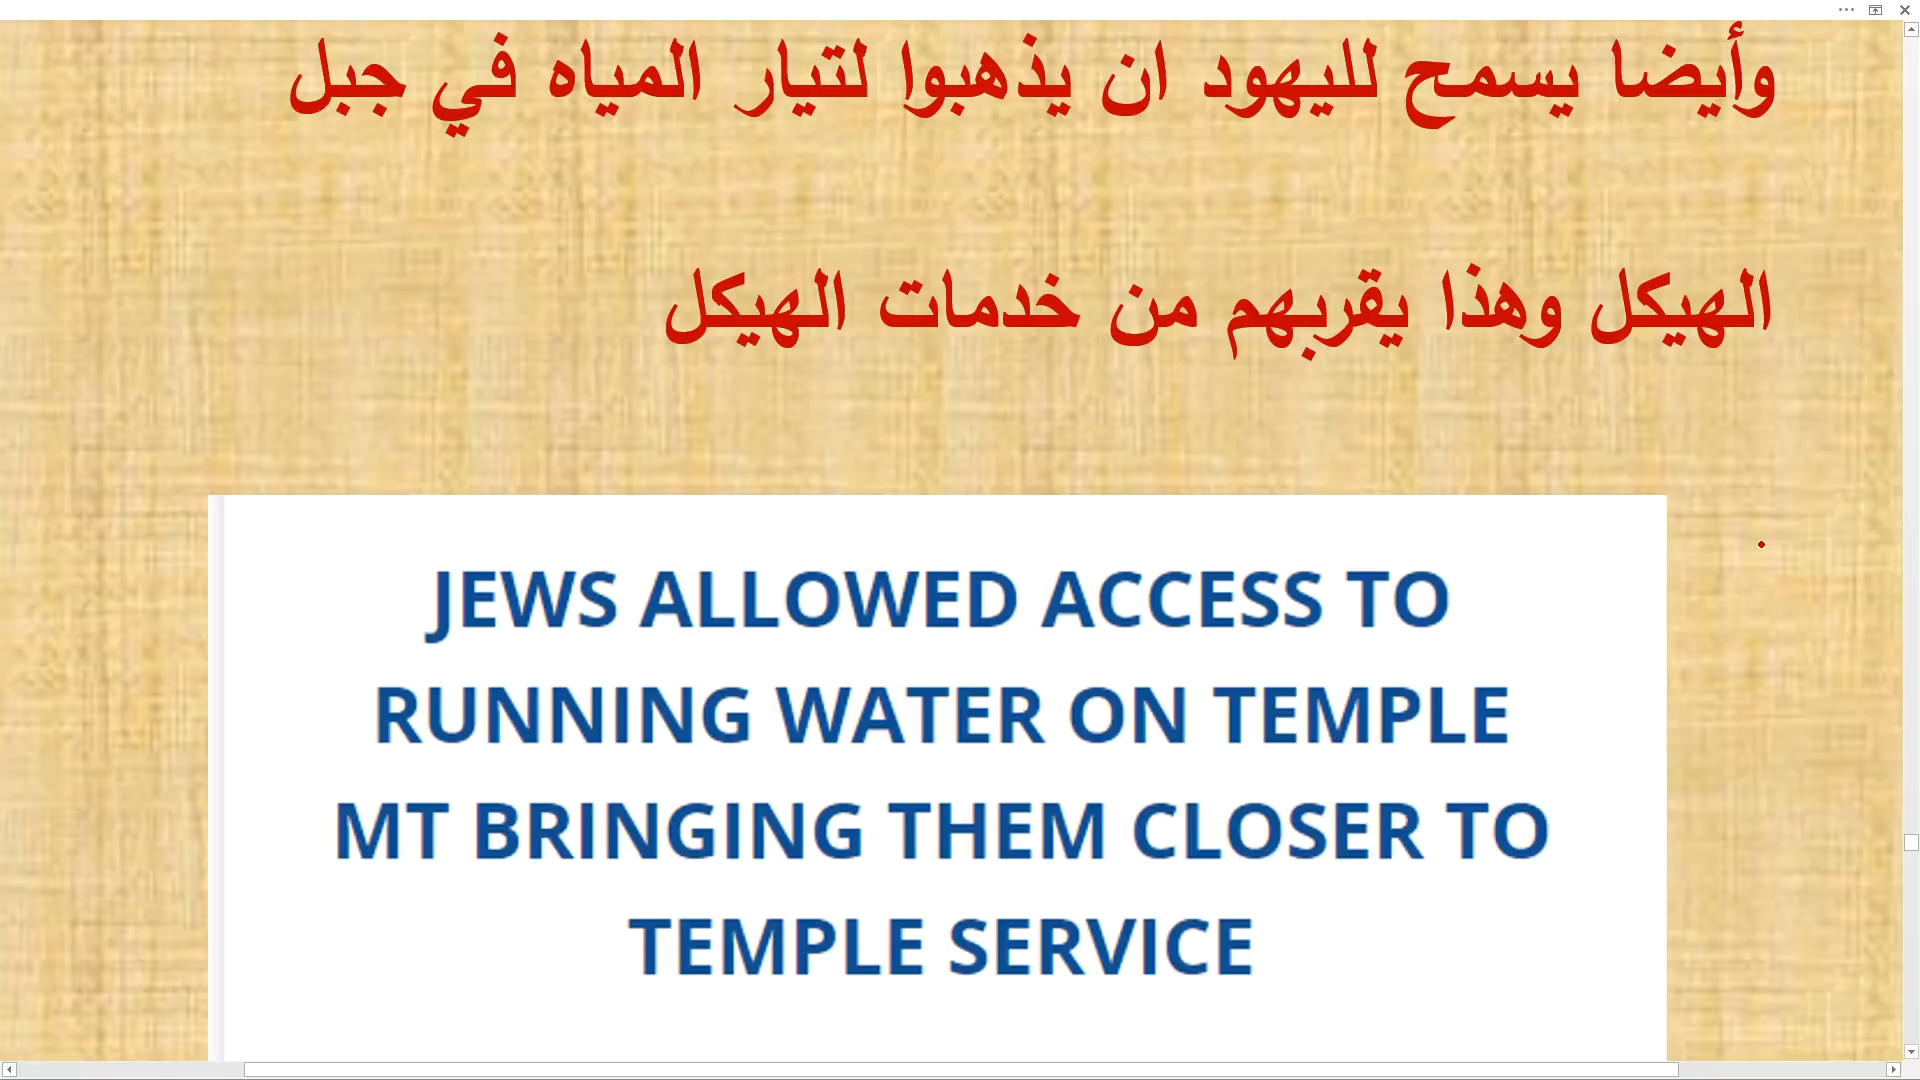 وأيضا يسمح لليهود ان يذهبوا لتيار المياه في جبل
الهيكل وهذا يقربهم من خدمات الهيكل
JEWS ALLOWED ACCESS TO
RUNNING WATER ON TEMPLE
MT BRINGING THEM CLOSER TO
TEMPLE SERVICE